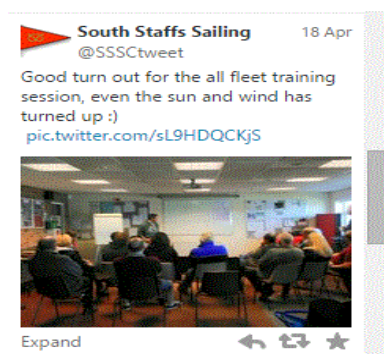 South Staffs Sailing 18 Apr
@SSSCtweet
Good turn out for the all fleet training
session, even the sun and wind has
turned up :)
pic.twitter.com/sL9HDQCKjS
Expand